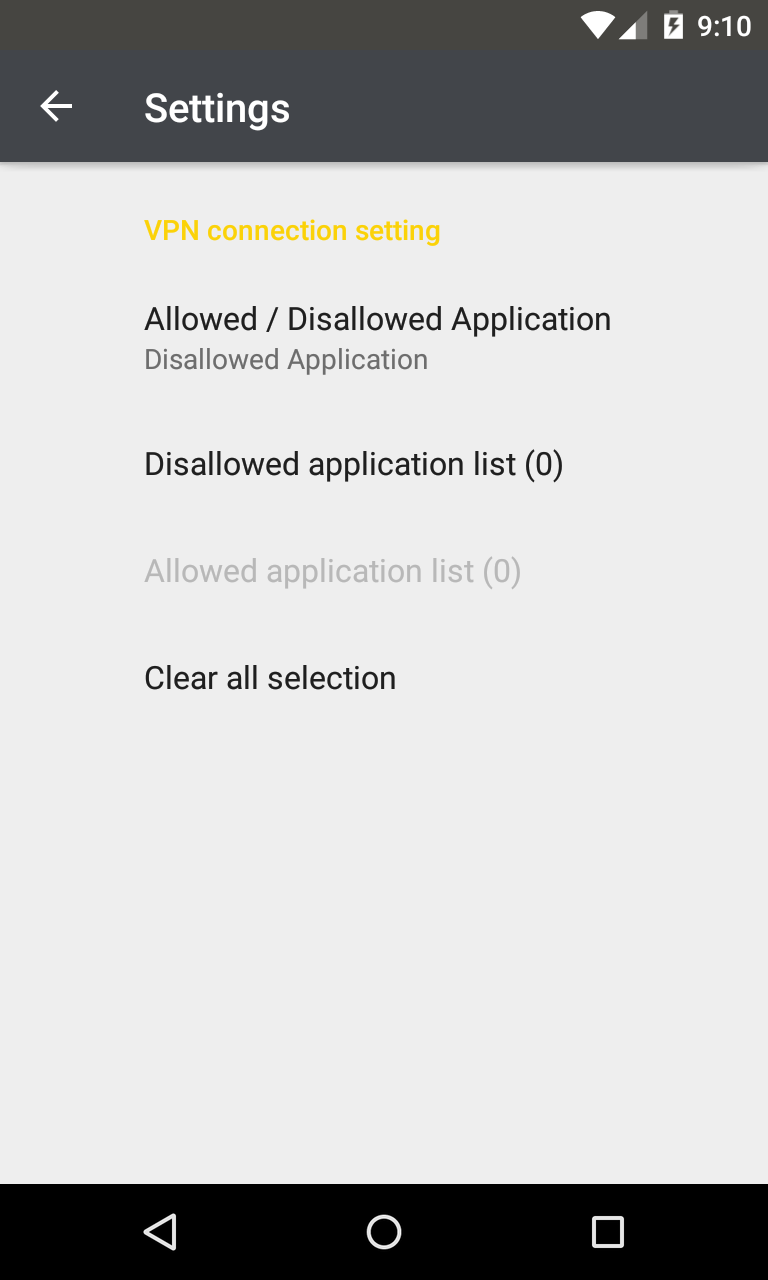 9:10
Settings
VPN connection setting
Allowed / Disallowed Application
Disallowed Application
Disallowed application list (0)
Allowed application list (0)
Clear all selection